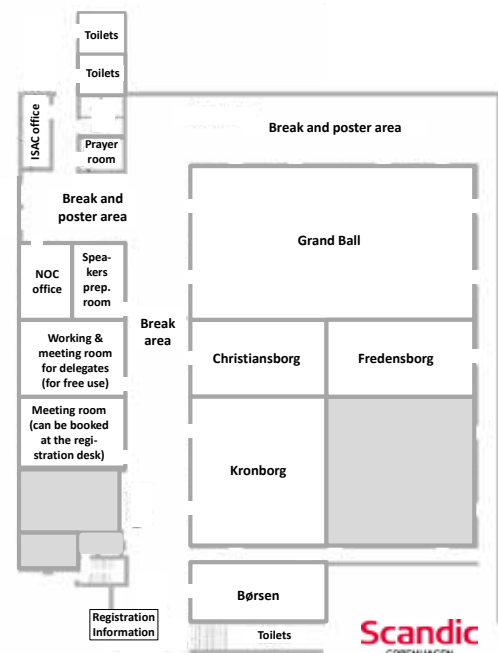 Toilets
Toilets
ISAC office
Prayer
room
Break and poster area
Break and
poster area
Grand Ball
NOC
office
Spea-
kers
prep.
room
Break
area
Working &
meeting room
for delegates
(for free use)
Christiansborg
Fredensborg
Meeting room
(can be booked
at the regi-
stration desk)
Kronborg
Børsen
Registration
Information
Toilets
Scandic
COPENHAGEN